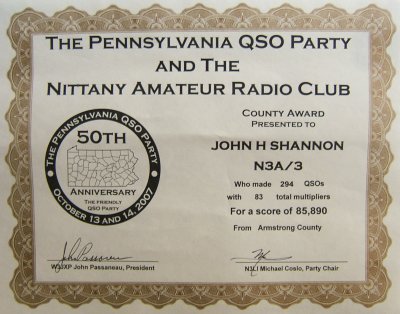 THE PENNSYLVANIA QSO PARTY
AND THE
NITTANY AMATEUR RADIO CLUB
THE PENNSYLVANIA QSO PARTY
50TH
ANNIVERSARY
THE FRIENDLY
QSO PARTY
OCTOBER 13 AND 14, 2007
COUNTY AWARD
PRESENTED TO
JOHN H SHANNON
N3A/3
Who made 294 QSOs
with 83 total multipliers
For a score of 85,890
From Armstrong County
John Passaneau
W3JXP John Passaneau, President
N3LI Michael Coslo, Party Chair